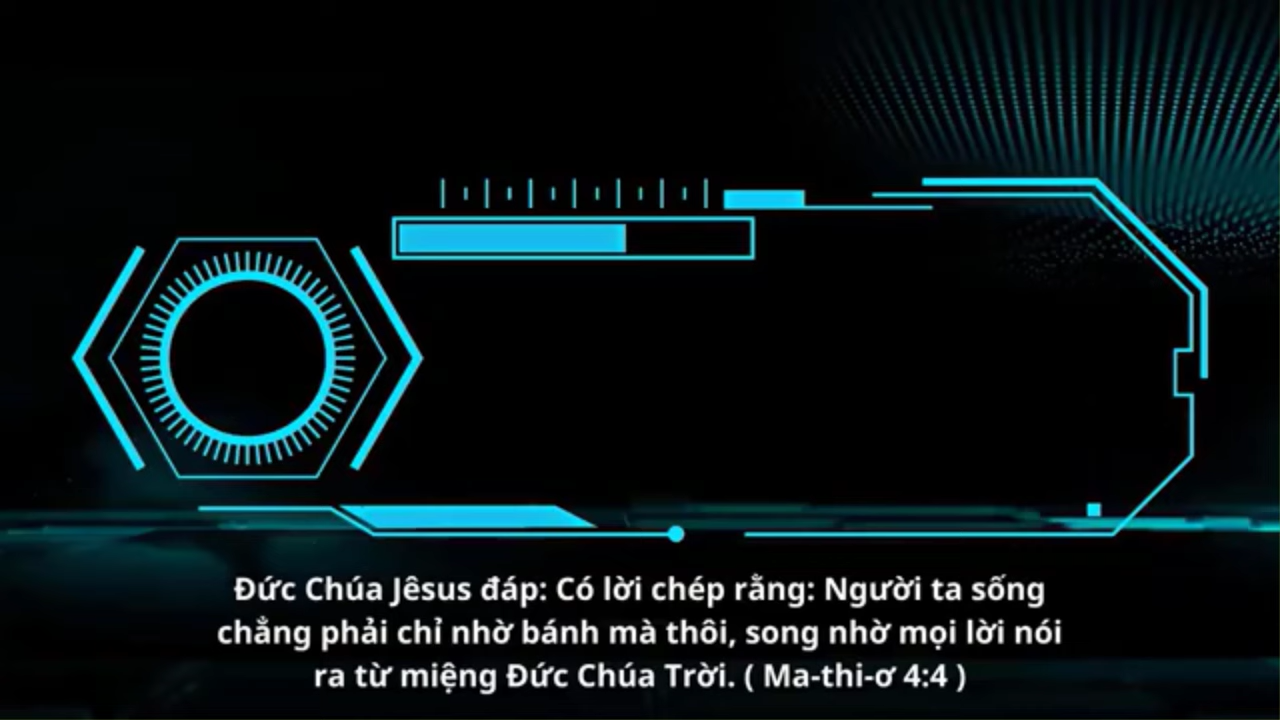 Đức Chúa Jêsus đáp: Có lời chép rằng: Người ta sống
chẳng phải chỉ nhờ bánh mà thôi, song nhờ mọi lời nói
ra từ miệng Đức Chúa Trời. ( Ma-thi-ơ 4:4 )